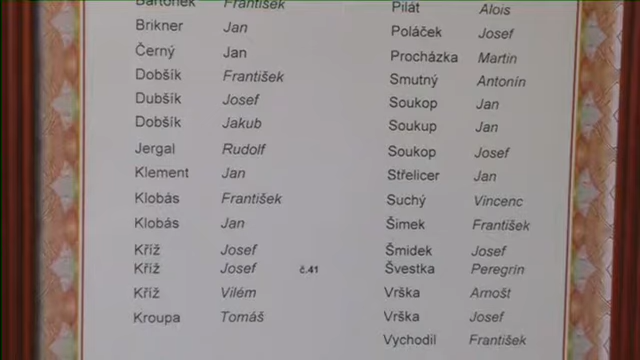 Bartoněk František
Brikner Jan
Černý Jan
Dobšík František
Dubšík Josef
Dobšík Jakub
Jergal Rudolf
Klement Jan
Klobás František
Klobás Jan
Kříž Josef
Kříž Josef č.41
Kříž Vilém
Kroupa Tomáš
Pilát Alois
Poláček Josef
Procházka Martin
Smutný Antonín
Soukop Jan
Soukup Jan
Soukop Josef
Střelicer Jan
Suchý Vincenc
Šimek František
Šmidek Josef
Švestka Peregrin
Vrška Arnošt
Vrška Josef
Vychodil František